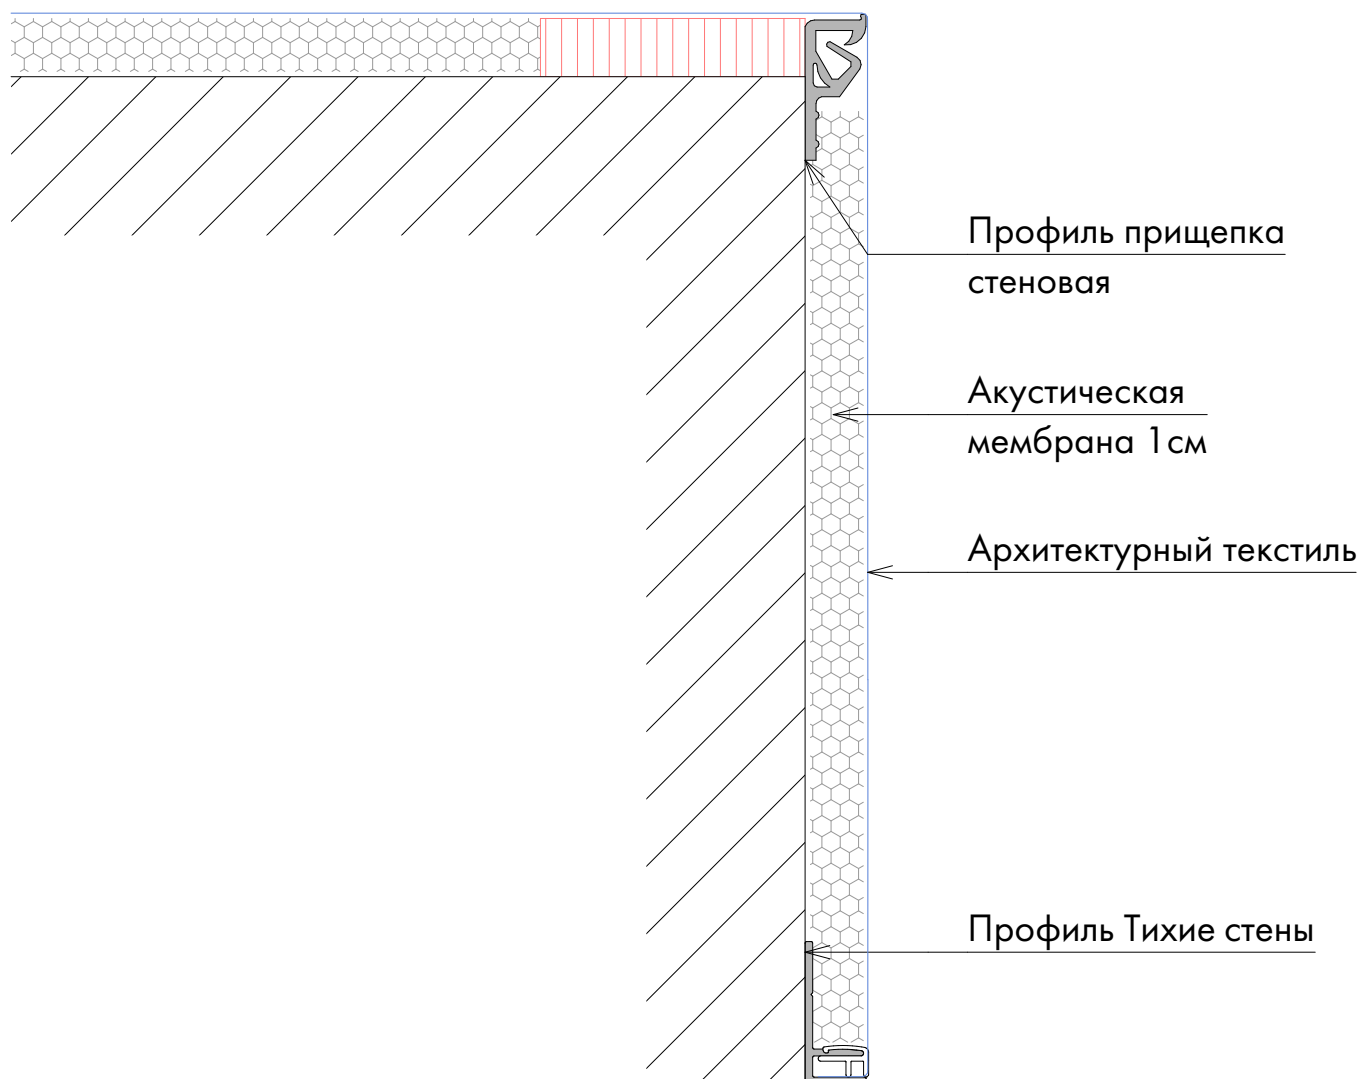 Профиль прищепка
стеновая
Акустическая
мембрана 1см
Архитектурный текстиль
Профиль Тихие стены